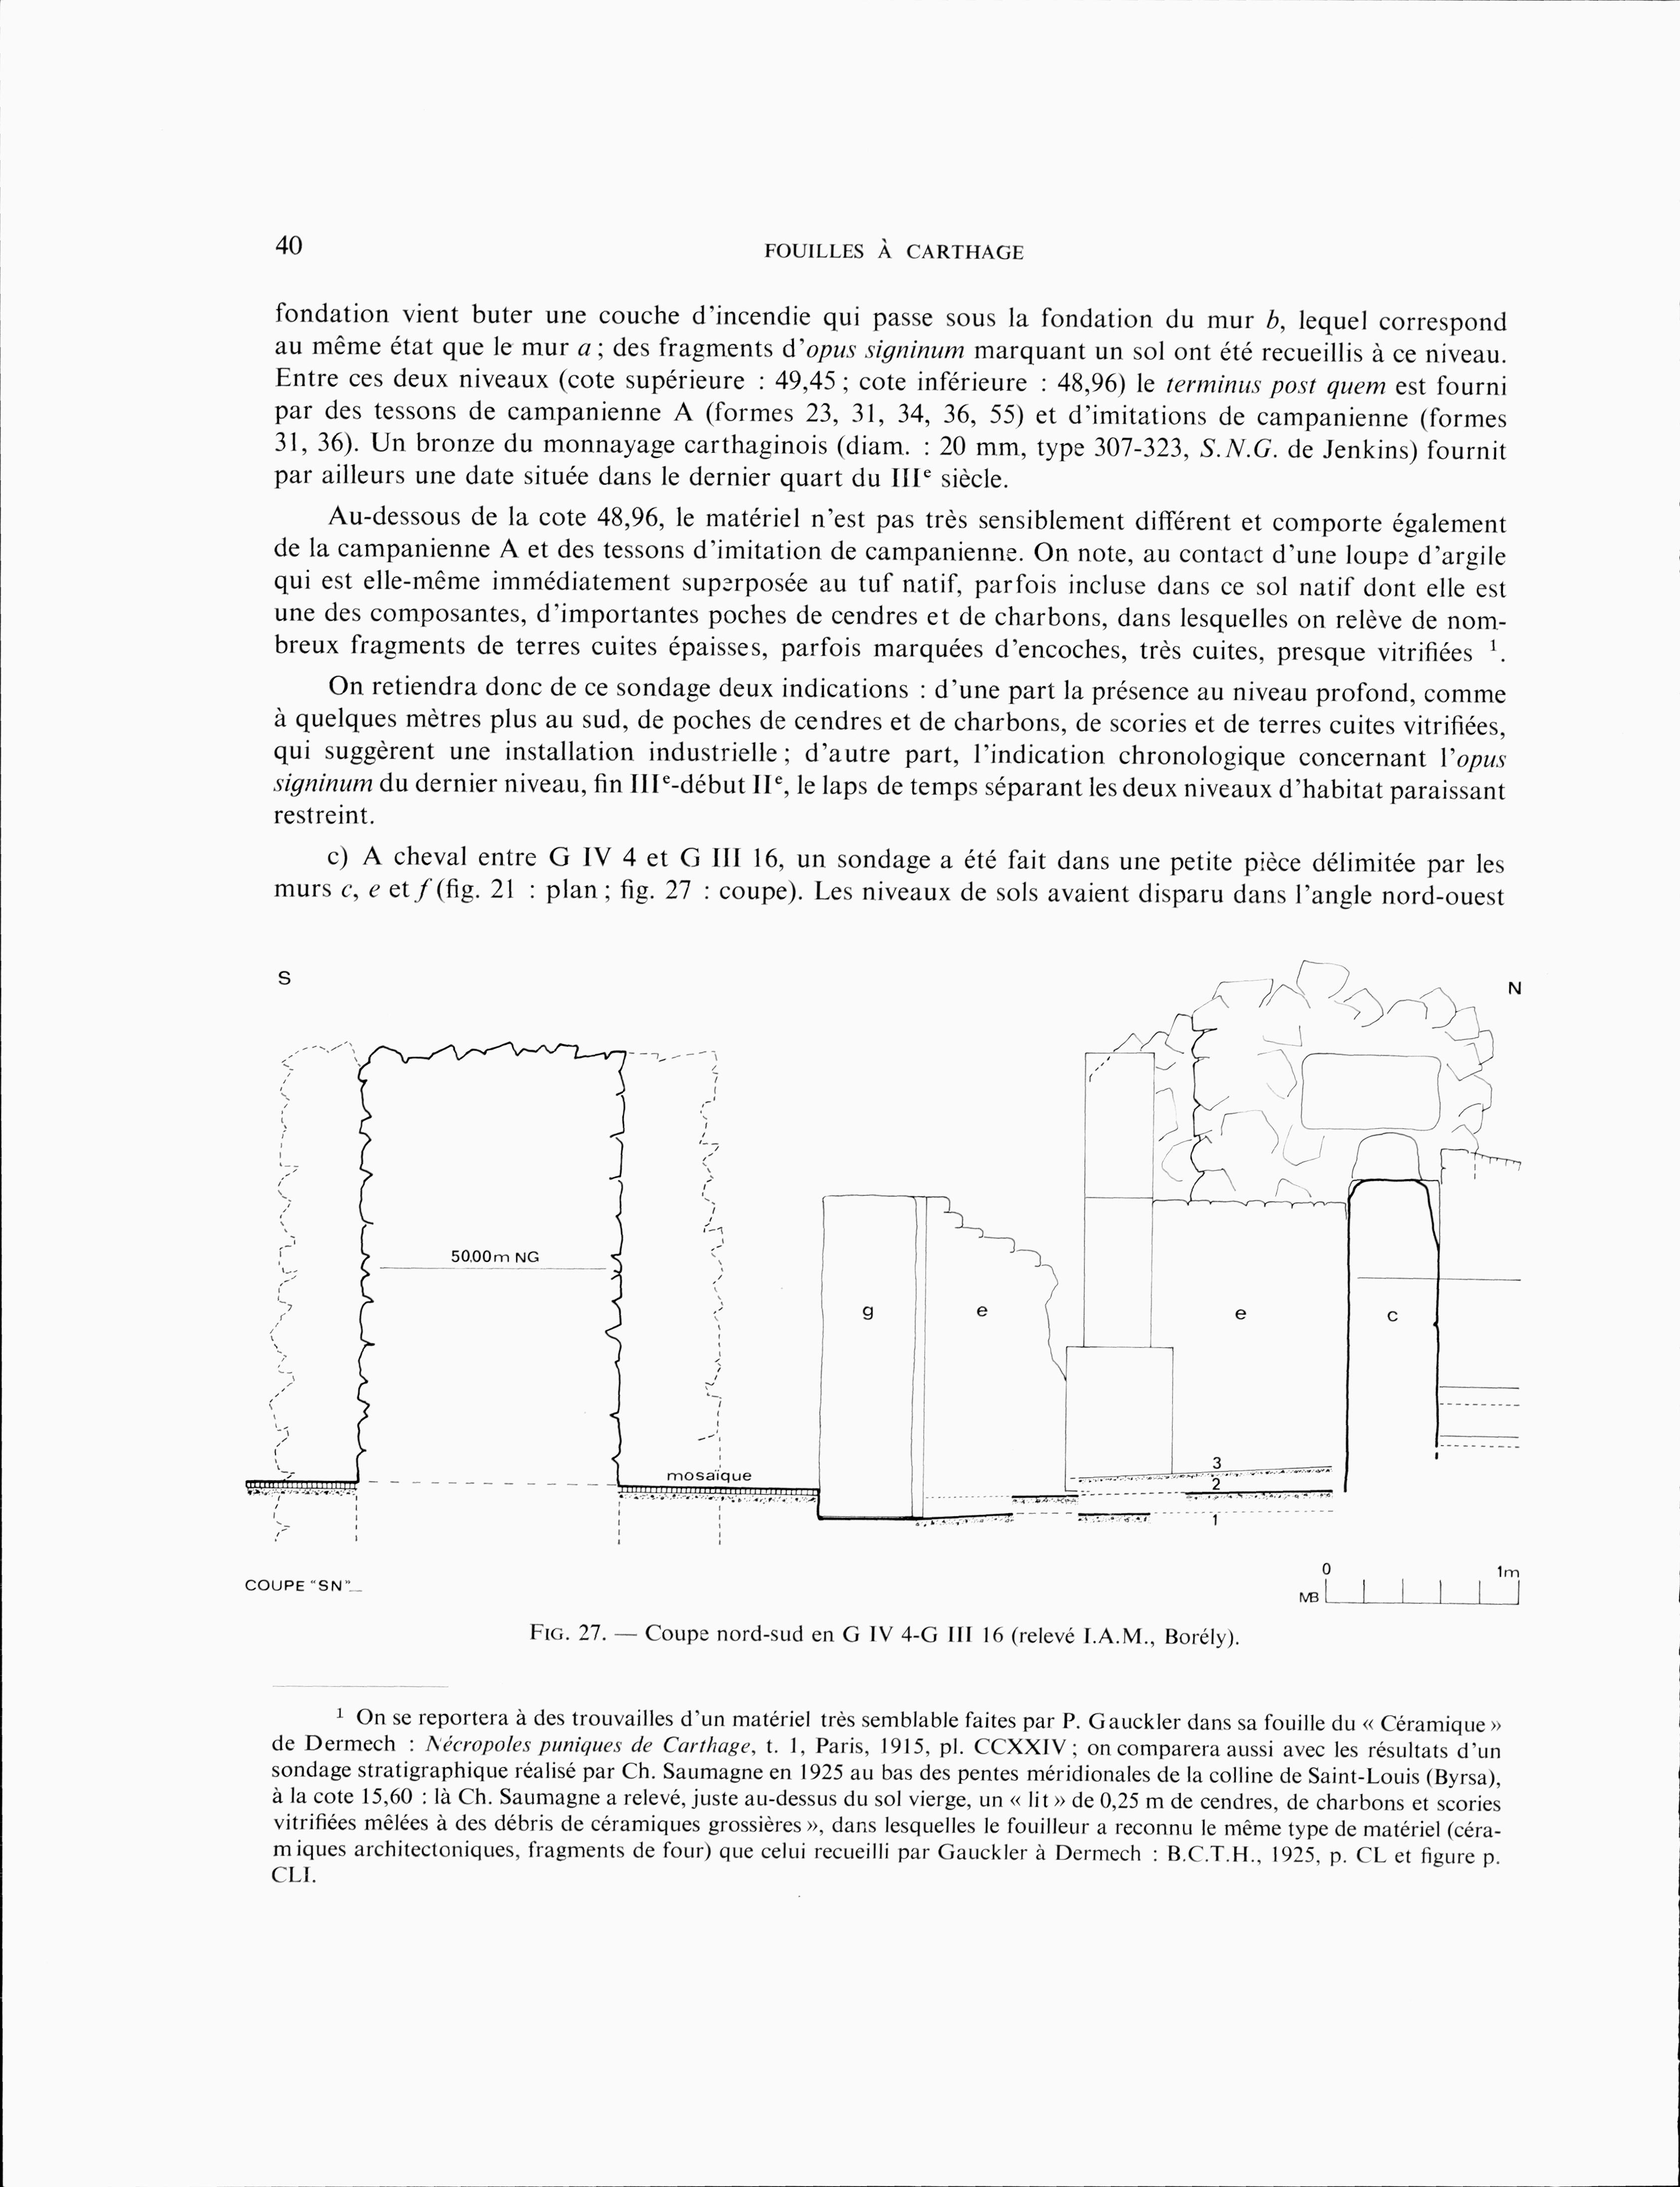 40
FOUILLES À CARTHAGE
fondation vient buter une couche d'incendie qui passe sous la fondation du mur b, lequel correspond
au même état que le mur a ; des fragments d'opus signinum marquant un sol ont été recueillis à ce niveau.
Entre ces deux niveaux (cote supérieure : 49,45 ; cote inférieure : 48,96) le terminus post quem est fourni
par des tessons de campanienne A (formes 23, 31, 34, 36, 55) et d'imitations de campanienne (formes
31, 36). Un bronze du monnayage carthaginois (diam. : 20 mm, type 307-323, S.N.G. de Jenkins) fournit
par ailleurs une date située dans le dernier quart du IIIe siècle.
Au-dessous de la cote 48,96, le matériel n'est pas très sensiblement différent et comporte également
de la campanienne A et des tessons d'imitation de campanienne. On note, au contact d'une loupe d'argile
qui est elle-même immédiatement superposée au tuf natif, parfois incluse dans ce sol natif dont elle est
une des composantes, d'importantes poches de cendres et de charbons, dans lesquelles on relève de nom-
breux fragments de terres cuites épaisses, parfois marquées d'encoches, très cuites, presque vitrifiées 1.
On retiendra donc de ce sondage deux indications : d'une part la présence au niveau profond, comme
à quelques mètres plus au sud, de poches de cendres et de charbons, de scories et de terres cuites vitrifiées,
qui suggèrent une installation industrielle ; d'autre part, l'indication chronologique concernant l'opus
signinum du dernier niveau, fin IIIe-début IIe, le laps de temps séparant les deux niveaux d'habitat paraissant
restreint.
c) A cheval entre G IV 4 et G III 16, un sondage a été fait dans une petite pièce délimitée par les
murs c, e et f (fig. 21 : plan ; fig. 27 : coupe). Les niveaux de sols avaient disparu dans l'angle nord-ouest
S
N
50.00m NG
g
e
e
c
mosaïque
3
2
1
COUPE "SN"
0 1m
MB
FIG. 27. — Coupe nord-sud en G IV 4-G III 16 (relevé I.A.M., Borély).
1 On se reportera à des trouvailles d'un matériel très semblable faites par P. Gauckler dans sa fouille du « Céramique »
de Dermech : Nécropoles puniques de Carthage, t. 1, Paris, 1915, pl. CCXXIV ; on comparera aussi avec les résultats d'un
sondage stratigraphique réalisé par Ch. Saumagne en 1925 au bas des pentes méridionales de la colline de Saint-Louis (Byrsa),
à la cote 15,60 : là Ch. Saumagne a relevé, juste au-dessus du sol vierge, un « lit » de 0,25 m de cendres, de charbons et scories
vitrifiées mêlées à des débris de céramiques grossières », dans lesquelles le fouilleur a reconnu le même type de matériel (céra-
miques architectoniques, fragments de four) que celui recueilli par Gauckler à Dermech : B.C.T.H., 1925, p. CL et figure p.
CLI.